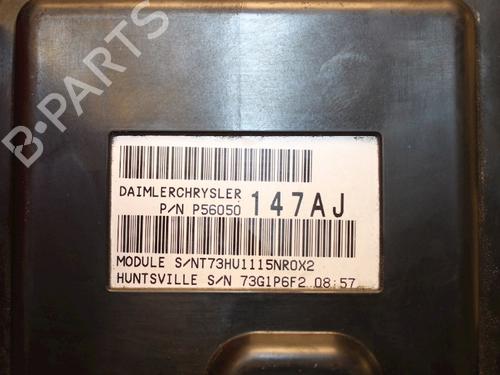 B-PARTS
DAIMLERCHRYSLER
P/N P56050 147AJ
MODULE S/NT73HU1115NR0X2
HUNTSVILLE S/N 73G1P6F2 08:57